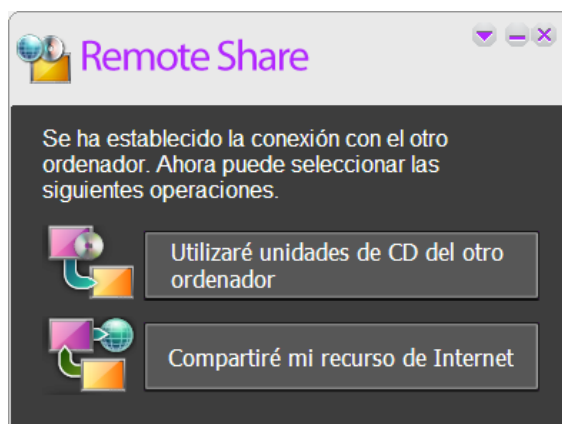 Remote Share
Se ha establecido la conexión con el otro
ordenador. Ahora puede seleccionar las
siguientes operaciones.
Utilizaré unidades de CD del otro
ordenador
Compartiré mi recurso de Internet